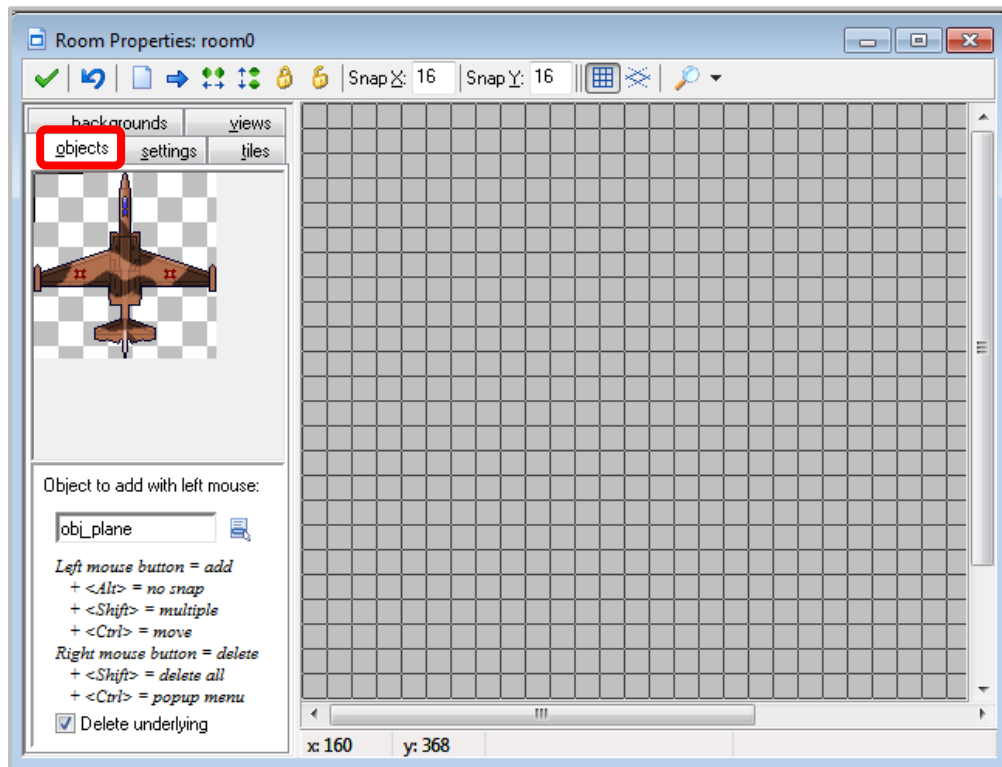 Room Properties: room0
Snap X: 16 Snap Y: 16
backgrounds views
objects settings tiles
Object to add with left mouse:
obj_plane
Left mouse button = add
+ <Alt> = no snap
+ <Shift> = multiple
+ <Ctrl> = move
Right mouse button = delete
+ <Shift> = delete all
+ <Ctrl> = popup menu
Delete underlying
x: 160 y: 368